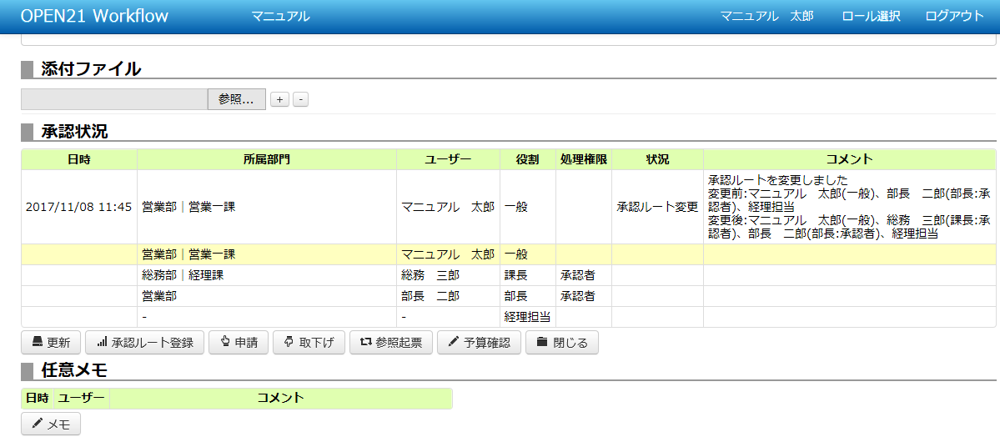 OPEN21 Workflow マニュアル マニュアル　太郎 ロール選択 ログアウト
添付ファイル
参照... + -
承認状況
日時 所属部門 ユーザー 役割 処理権限 状況 コメント
2017/11/08 11:45 営業部｜営業一課 マニュアル　太郎 一般 承認ルート変更 承認ルートを変更しました
変更前:マニュアル　太郎(一般)、部長　二郎(部長:承
認者)、経理担当
変更後:マニュアル　太郎(一般)、総務　三郎(課長:承
認者)、部長　二郎(部長:承認者)、経理担当
営業部｜営業一課 マニュアル　太郎 一般
総務部｜経理課 総務　三郎 課長 承認者
営業部 部長　二郎 部長 承認者
- - 経理担当
更新 承認ルート登録 申請 取下げ 参照起票 予算確認 閉じる
任意メモ
日時 ユーザー コメント
メモ